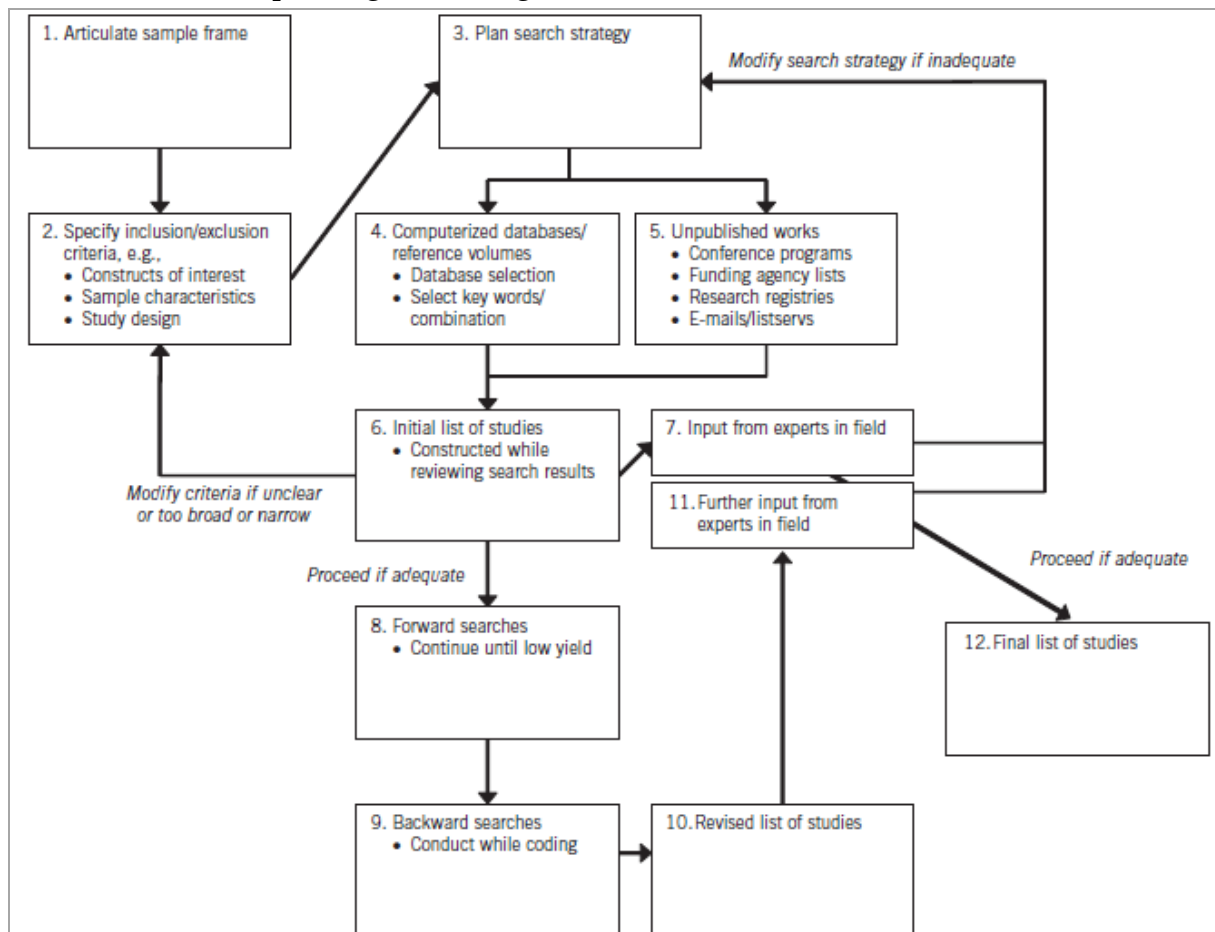 1. Articulate sample frame
3. Plan search strategy
Modify search strategy if inadequate
2. Specify inclusion/exclusion
criteria, e.g.,
• Constructs of interest
• Sample characteristics
• Study design
4. Computerized databases/
reference volumes
• Database selection
• Select key words/
combination
5. Unpublished works
• Conference programs
• Funding agency lists
• Research registries
• E-mails/listservs
6. Initial list of studies
• Constructed while
reviewing search results
7. Input from experts in field
Modify criteria if unclear
or too broad or narrow
11. Further input from
experts in field
Proceed if adequate
Proceed if adequate
8. Forward searches
• Continue until low yield
12. Final list of studies
9. Backward searches
• Conduct while coding
10. Revised list of studies